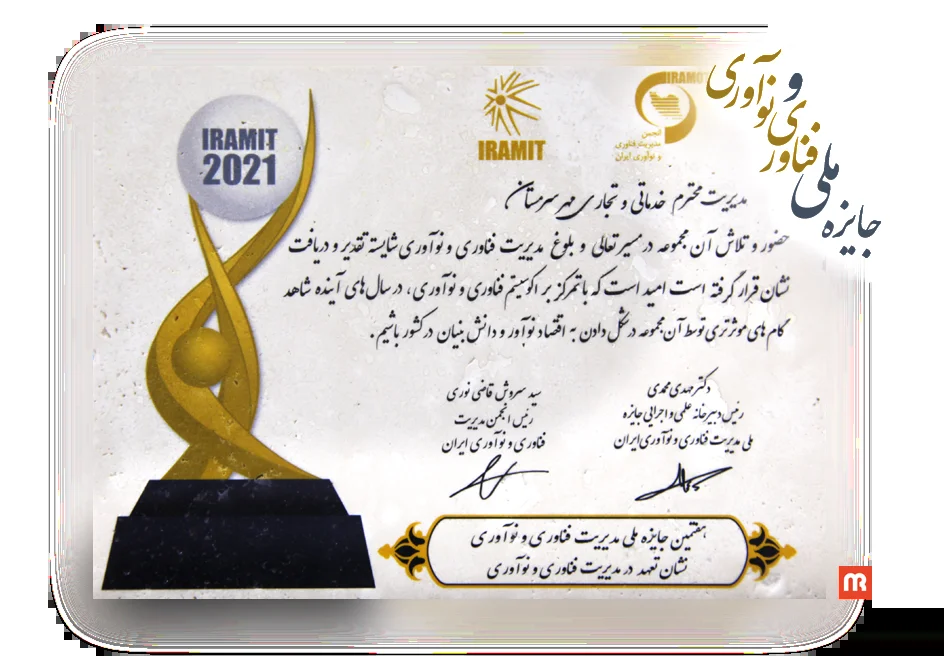 جایزه ملی فناوری و نوآوری
IRAMIT
2021
IRAMIT
IRAMOT
انجمن
مدیریت فناوری
و نوآوری ایران
مدیریت محترم خدماتی و تجاری مهر سرمستان
حضور و تلاش آن مجموعه در مسیر تعالی و بلوغ مدیریت فناوری و نوآوری شایسته تقدیر و دریافت
نشان قرار گرفته است امید است که با تمرکز بر اکوسیستم فناوری و نوآوری، در سال‌های آینده شاهد
گام های موثرتری توسط آن مجموعه در شکل دادن به اقتصاد نوآور و دانش بنیان در کشور باشیم.
دکتر مهدی محمدی
رئیس دبیرخانه علمی و اجرایی جایزه
ملی مدیریت فناوری و نوآوری ایران
سید سروش قاضی نوری
رئیس انجمن مدیریت
فناوری و نوآوری ایران
هفتمین جایزه ملی مدیریت فناوری و نوآوری
نشان تعهد در مدیریت فناوری و نوآوری